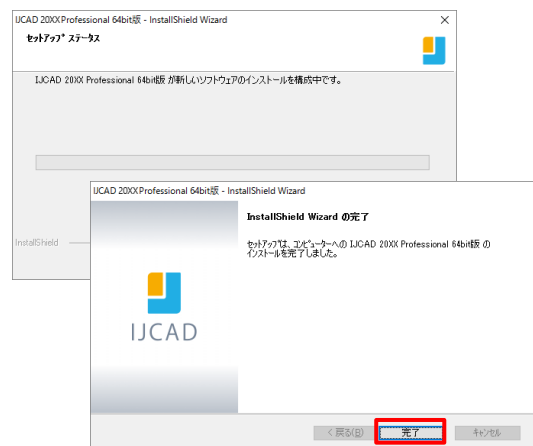 IJCAD 20XX Professional 64bit版 - InstallShield Wizard
セットアップ ステータス
IJCAD 20XX Professional 64bit版 が新しいソフトウェアのインストールを構成中です。
InstallShield
IJCAD 20XX Professional 64bit版 - InstallShield Wizard
InstallShield Wizard の完了
セットアップは、コンピューターへの IJCAD 20XX Professional 64bit版 の
インストールを完了しました。
IJCAD
< 戻る(B)
完了
キャンセル